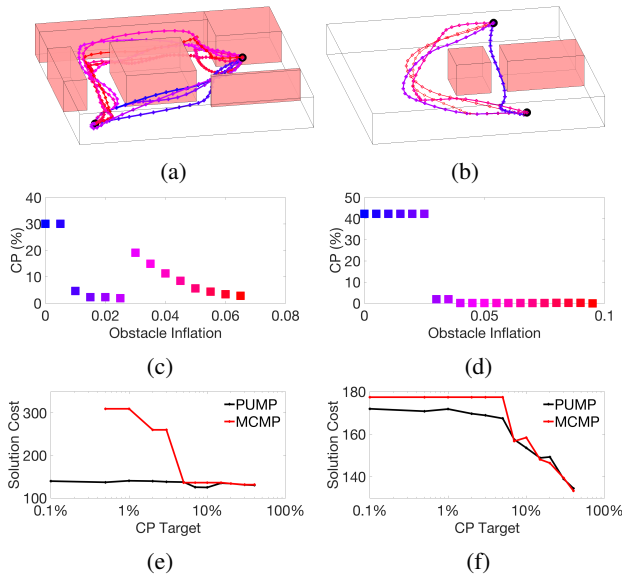 (a)
(b)
40
30
20
10
0
CP (%)
0
0.02
0.04
0.06
0.08
Obstacle Inflation
(c)
50
40
30
20
10
0
CP (%)
0
0.05
0.1
Obstacle Inflation
(d)
300
200
100
Solution Cost
PUMP
MCMP
0.1%
1%
10%
100%
CP Target
(e)
180
160
140
Solution Cost
PUMP
MCMP
0.1%
1%
10%
100%
CP Target
(f)